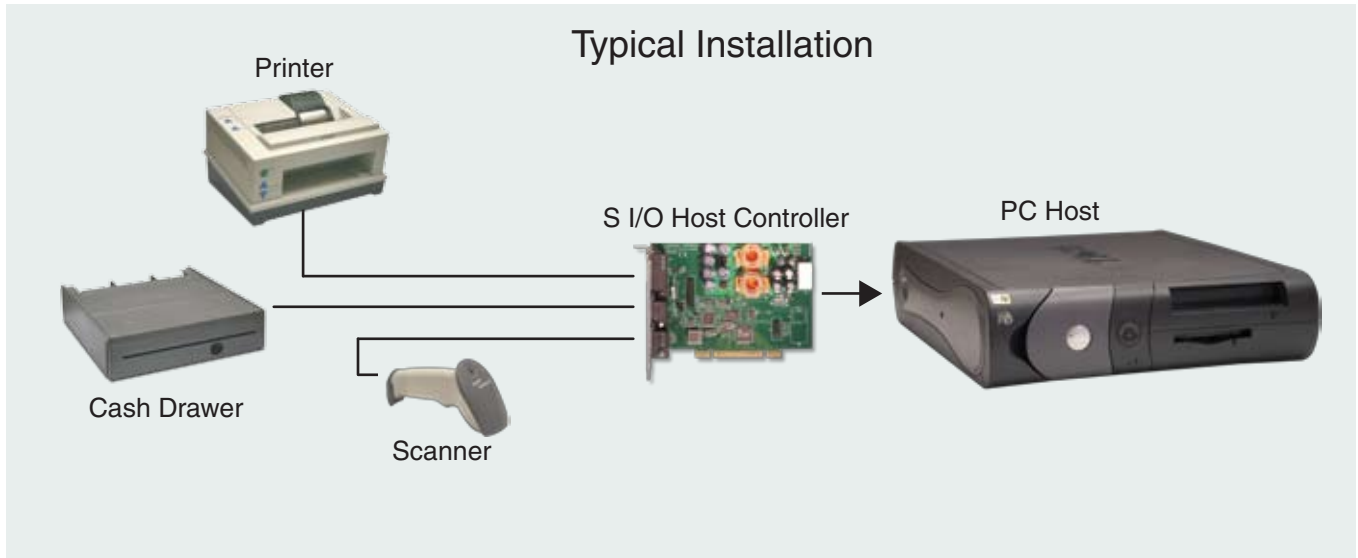 Typical Installation
Printer
S I/O Host Controller
PC Host
Cash Drawer
Scanner